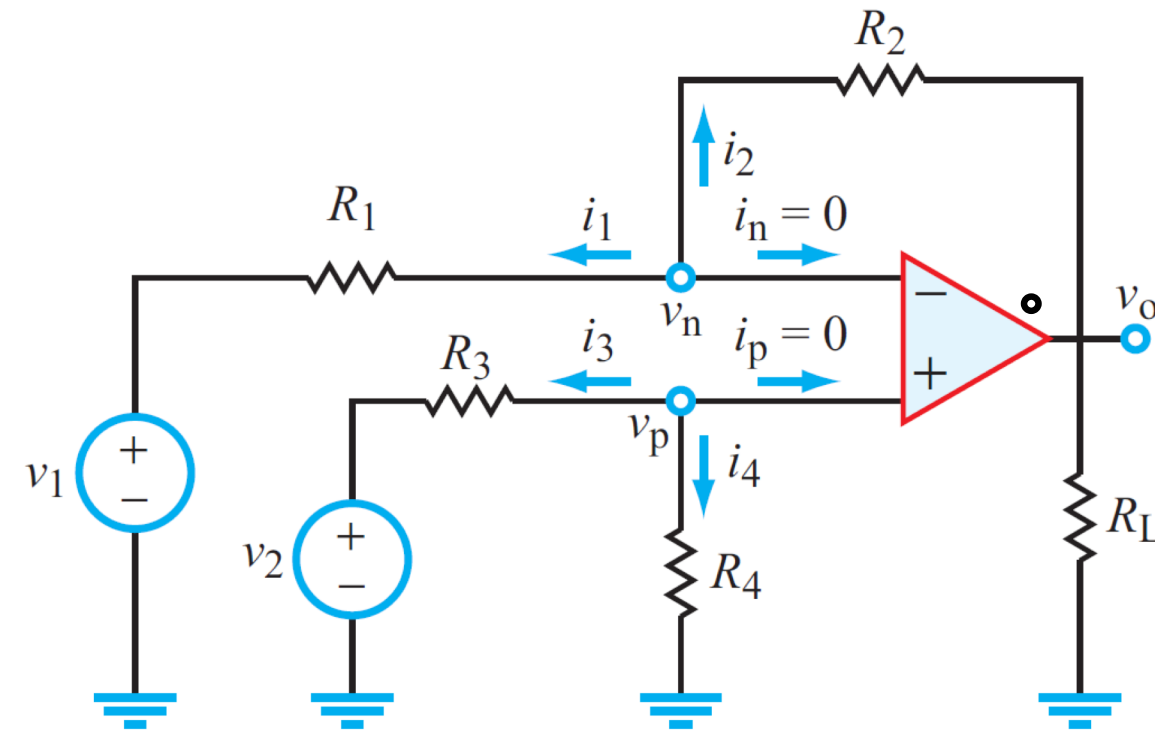 R2
i2
R1
i1
in = 0
−
vn
vo
R3
i3
ip = 0
+
vp
i4
v1
+
−
v2
+
−
R4
RL